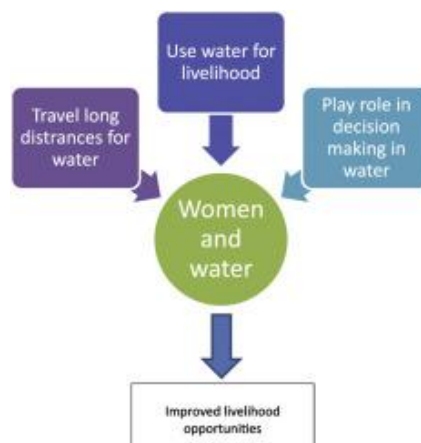 Use water for
livelihood
Travel long
distrances for
water
Play role in
decision
making in
water
Women
and
water
Improved livelihood
opportunities